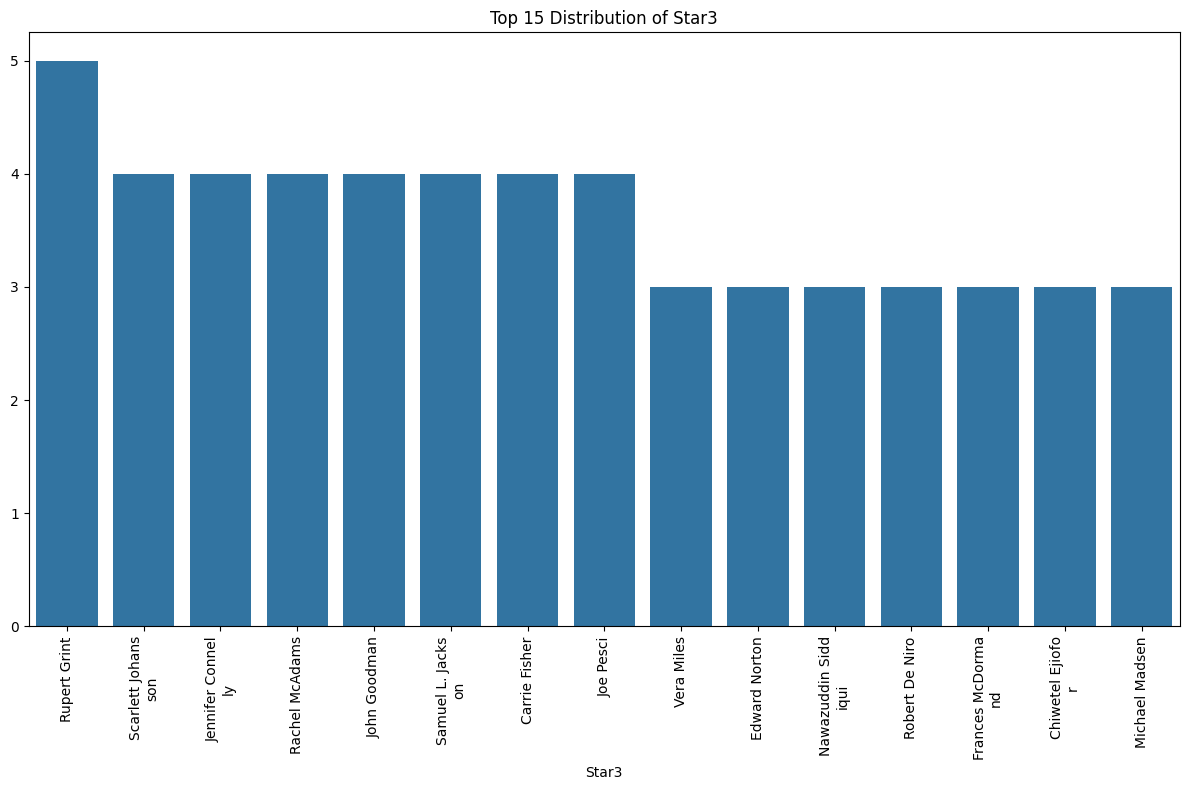 Top 15 Distribution of Star3
5
4
3
2
1
0
Rupert Grint
Scarlett Johans
son
Jennifer Connel
ly
Rachel McAdams
John Goodman
Samuel L. Jacks
on
Carrie Fisher
Joe Pesci
Vera Miles
Edward Norton
Nawazuddin Sidd
iqui
Robert De Niro
Frances McDorma
nd
Chiwetel Ejiofo
r
Michael Madsen
Star3